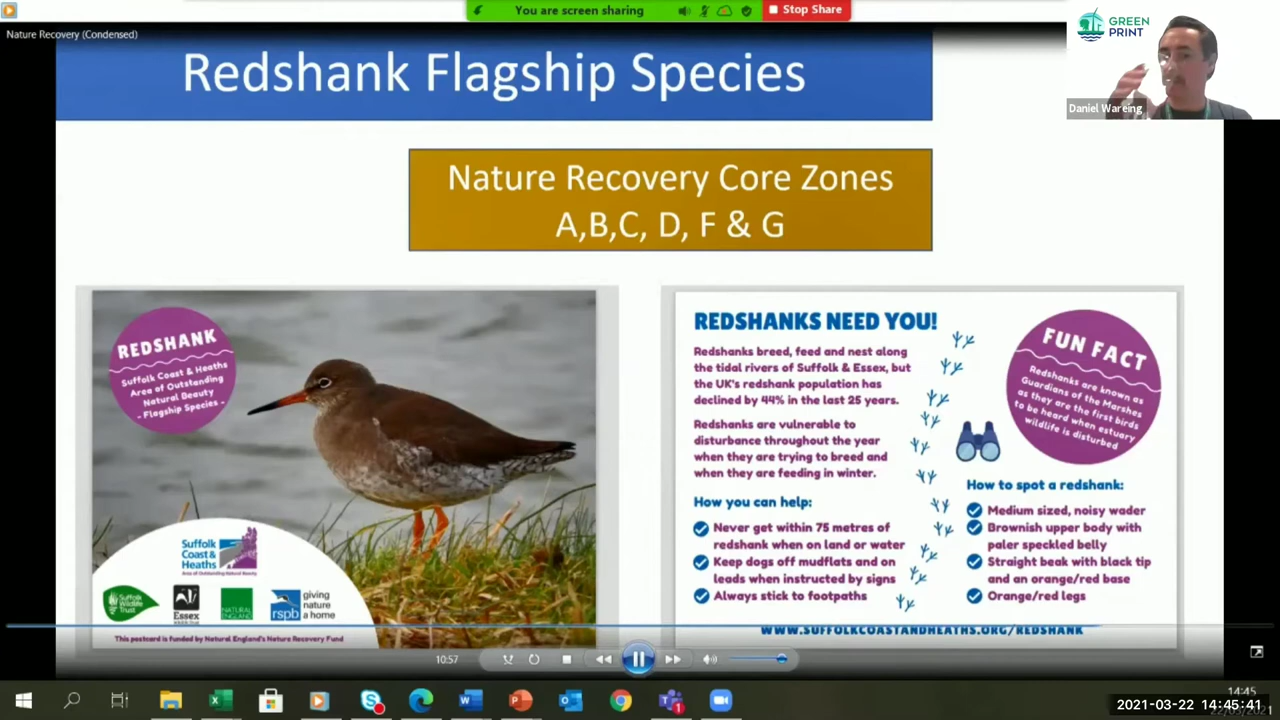 You are screen sharing
Stop Share
Nature Recovery (Condensed)
GREEN
PRINT
Daniel Wareing
Redshank Flagship Species
Nature Recovery Core Zones
A,B,C, D, F & G
REDSHANK
Suffolk Coast & Heaths
Area of Outstanding
Natural Beauty
- Flagship Species -
Suffolk
Coast &
Heaths
Area of Outstanding Natural Beauty
Suffolk
Wildlife
Trust
Essex
NATURAL
ENGLAND
rspb
giving
nature
a home
This postcard is funded by Natural England's Nature Recovery Fund
REDSHANKS NEED YOU!
Redshanks breed, feed and nest along
the tidal rivers of Suffolk & Essex, but
the UK's redshank population has
declined by 44% in the last 25 years.
Redshanks are vulnerable to
disturbance throughout the year
when they are trying to breed and
when they are feeding in winter.
How you can help:
Never get within 75 metres of
redshank when on land or water
Keep dogs off mudflats and on
leads when instructed by signs
Always stick to footpaths
FUN FACT
Redshanks are known as
Guardians of the Marshes
as they are the first birds
to be heard when estuary
wildlife is disturbed
How to spot a redshank:
Medium sized, noisy wader
Brownish upper body with
paler speckled belly
Straight beak with black tip
and an orange/red base
Orange/red legs
WWW.SUFFOLKCOASTANDHEATHS.ORG/REDSHANK
10:57
14:45
2021-03-22 14:45:41